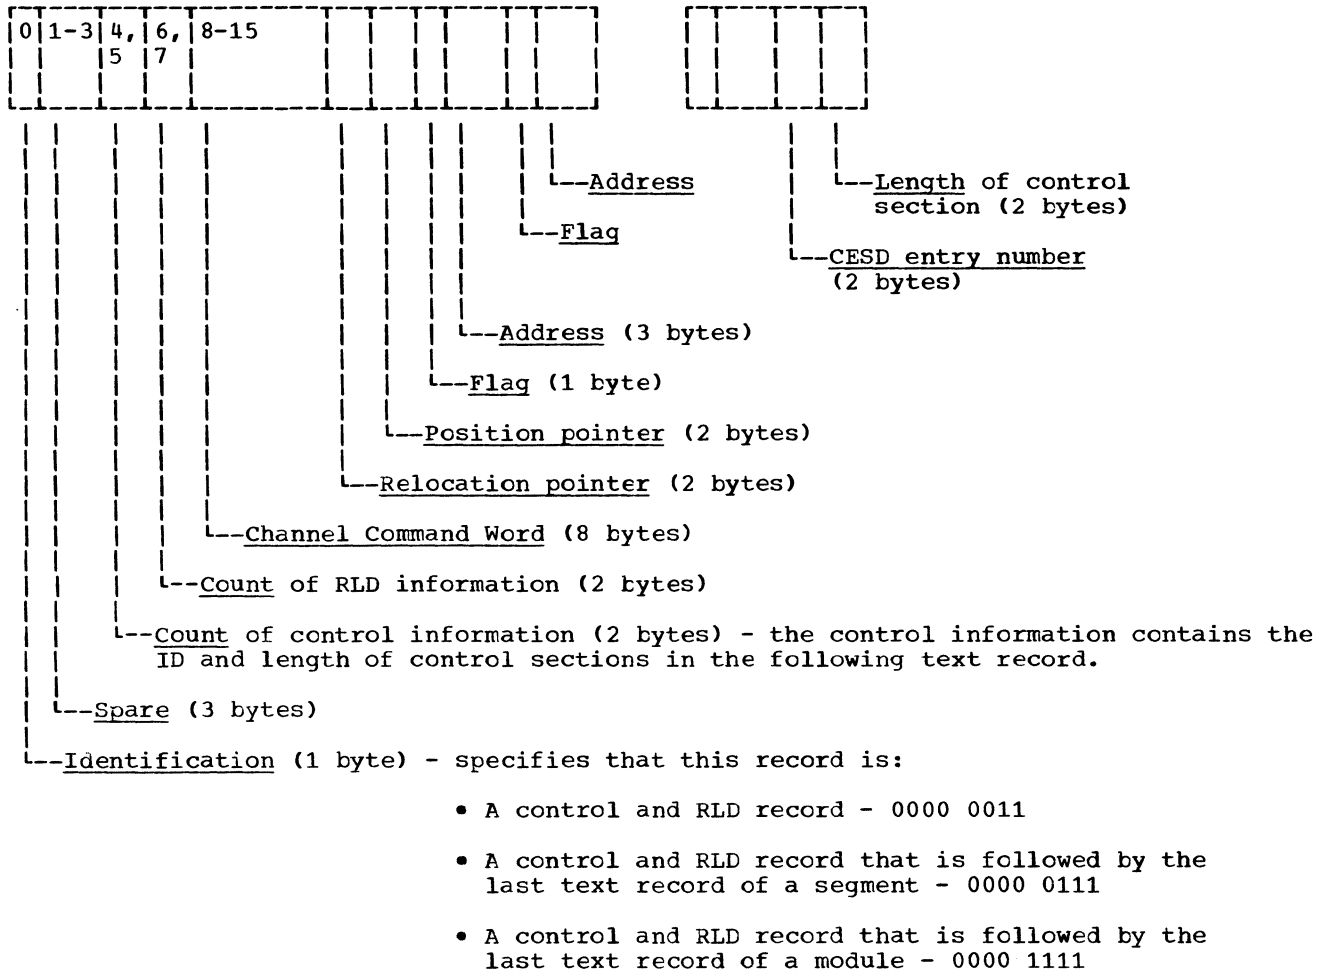 0 1-3 4, 6, 8-15
5 7
Address
Length of control
section (2 bytes)
Flag
CESD entry number
(2 bytes)
Address (3 bytes)
Flag (1 byte)
Position pointer (2 bytes)
Relocation pointer (2 bytes)
Channel Command Word (8 bytes)
Count of RLD information (2 bytes)
Count of control information (2 bytes) - the control information contains the
ID and length of control sections in the following text record.
Spare (3 bytes)
Identification (1 byte) - specifies that this record is:
• A control and RLD record - 0000 0011
• A control and RLD record that is followed by the
last text record of a segment - 0000 0111
• A control and RLD record that is followed by the
last text record of a module - 0000 1111